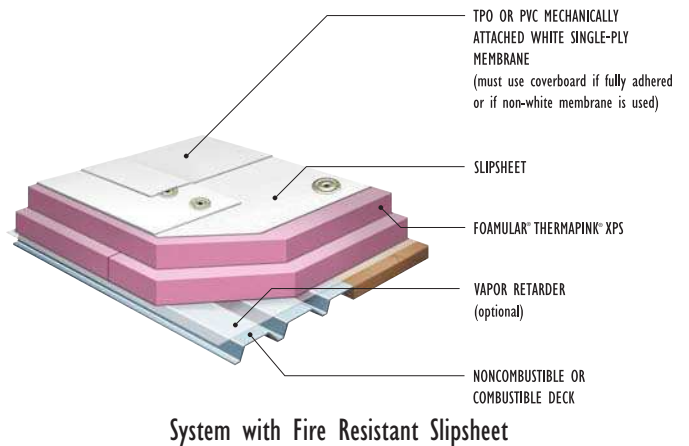 TPO OR PVC MECHANICALLY
ATTACHED WHITE SINGLE-PLY
MEMBRANE
(must use coverboard if fully adhered
or if non-white membrane is used)
SLIPSHEET
FOAMULAR® THERMAPINK® XPS
VAPOR RETARDER
(optional)
NONCOMBUSTIBLE OR
COMBUSTIBLE DECK
System with Fire Resistant Slipsheet